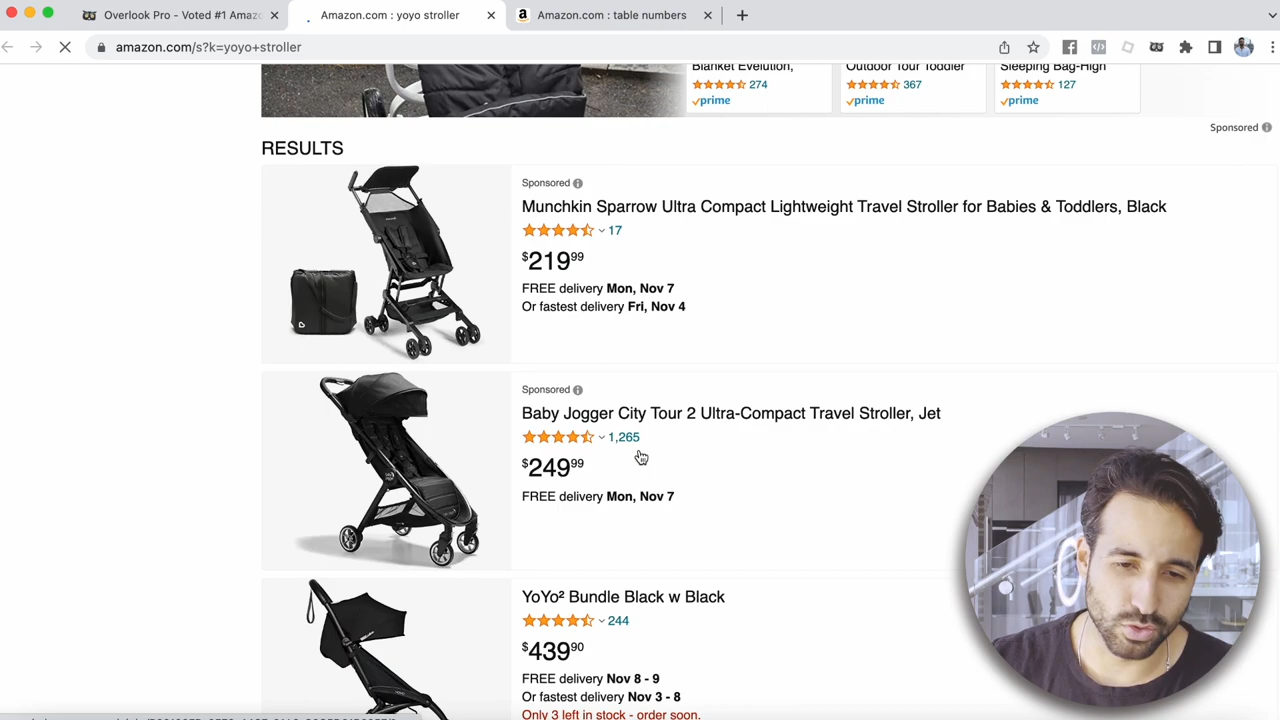 Overlook Pro - Voted #1 Amazo
Amazon.com : yoyo stroller
Amazon.com : table numbers
amazon.com/s?k=yoyo+stroller
Blanket Evelution,
Outdoor Tour Toddler
Sleeping Bag-High
274
367
127
prime
prime
prime
Sponsored
RESULTS
Sponsored
Munchkin Sparrow Ultra Compact Lightweight Travel Stroller for Babies & Toddlers, Black
17
$219.99
FREE delivery Mon, Nov 7
Or fastest delivery Fri, Nov 4
Sponsored
Baby Jogger City Tour 2 Ultra-Compact Travel Stroller, Jet
1,265
$249.99
FREE delivery Mon, Nov 7
YoYo² Bundle Black w Black
244
$439.90
FREE delivery Nov 8 - 9
Or fastest delivery Nov 3 - 8
Only 3 left in stock - order soon.